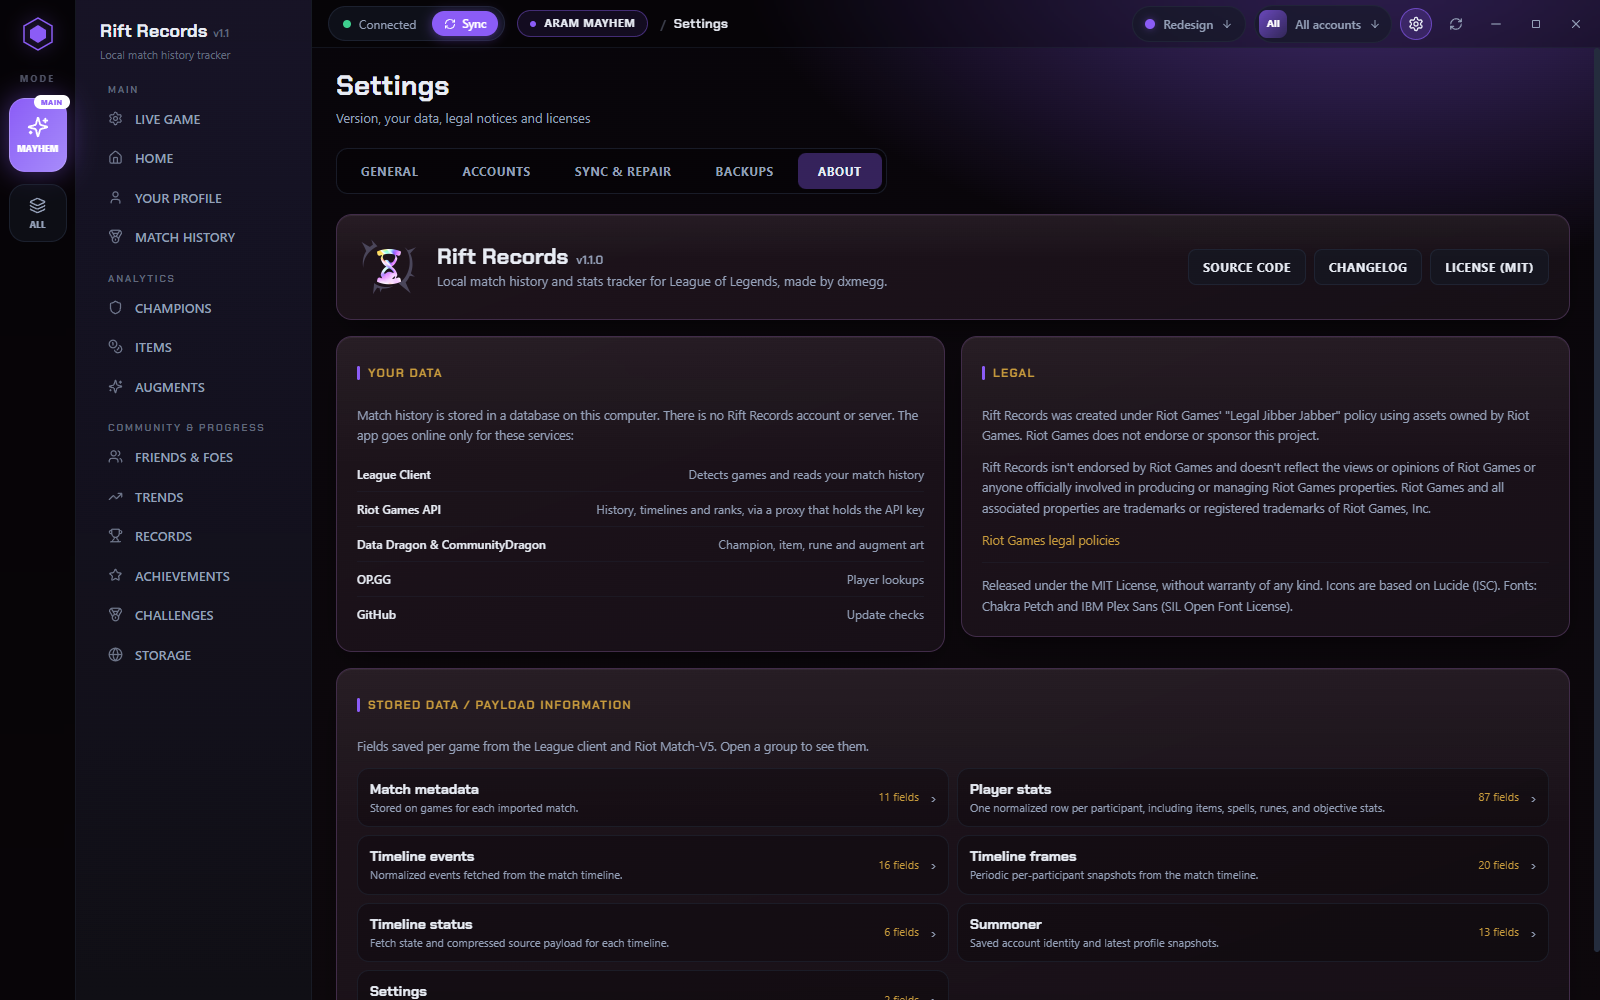 MODE
MAIN
MAYHEM
ALL
Rift Records v1.1
Local match history tracker
MAIN
LIVE GAME
HOME
YOUR PROFILE
MATCH HISTORY
ANALYTICS
CHAMPIONS
ITEMS
AUGMENTS
COMMUNITY & PROGRESS
FRIENDS & FOES
TRENDS
RECORDS
ACHIEVEMENTS
CHALLENGES
STORAGE
Connected
Sync
ARAM MAYHEM
/ Settings
Redesign
All
All accounts
Settings
Version, your data, legal notices and licenses
GENERAL
ACCOUNTS
SYNC & REPAIR
BACKUPS
ABOUT
Rift Records v1.1.0
Local match history and stats tracker for League of Legends, made by dxmegg.
SOURCE CODE
CHANGELOG
LICENSE (MIT)
YOUR DATA
Match history is stored in a database on this computer. There is no Rift Records account or server. The
app goes online only for these services:
League Client
Detects games and reads your match history
Riot Games API
History, timelines and ranks, via a proxy that holds the API key
Data Dragon & CommunityDragon
Champion, item, rune and augment art
OP.GG
Player lookups
GitHub
Update checks
LEGAL
Rift Records was created under Riot Games' "Legal Jibber Jabber" policy using assets owned by Riot
Games. Riot Games does not endorse or sponsor this project.
Rift Records isn't endorsed by Riot Games and doesn't reflect the views or opinions of Riot Games or
anyone officially involved in producing or managing Riot Games properties. Riot Games and all
associated properties are trademarks or registered trademarks of Riot Games, Inc.
Riot Games legal policies
Released under the MIT License, without warranty of any kind. Icons are based on Lucide (ISC). Fonts:
Chakra Petch and IBM Plex Sans (SIL Open Font License).
STORED DATA / PAYLOAD INFORMATION
Fields saved per game from the League client and Riot Match-V5. Open a group to see them.
Match metadata
Stored on games for each imported match.
11 fields
Player stats
One normalized row per participant, including items, spells, runes, and objective stats.
87 fields
Timeline events
Normalized events fetched from the match timeline.
16 fields
Timeline frames
Periodic per-participant snapshots from the match timeline.
20 fields
Timeline status
Fetch state and compressed source payload for each timeline.
6 fields
Summoner
Saved account identity and latest profile snapshots.
13 fields
Settings
2 fields